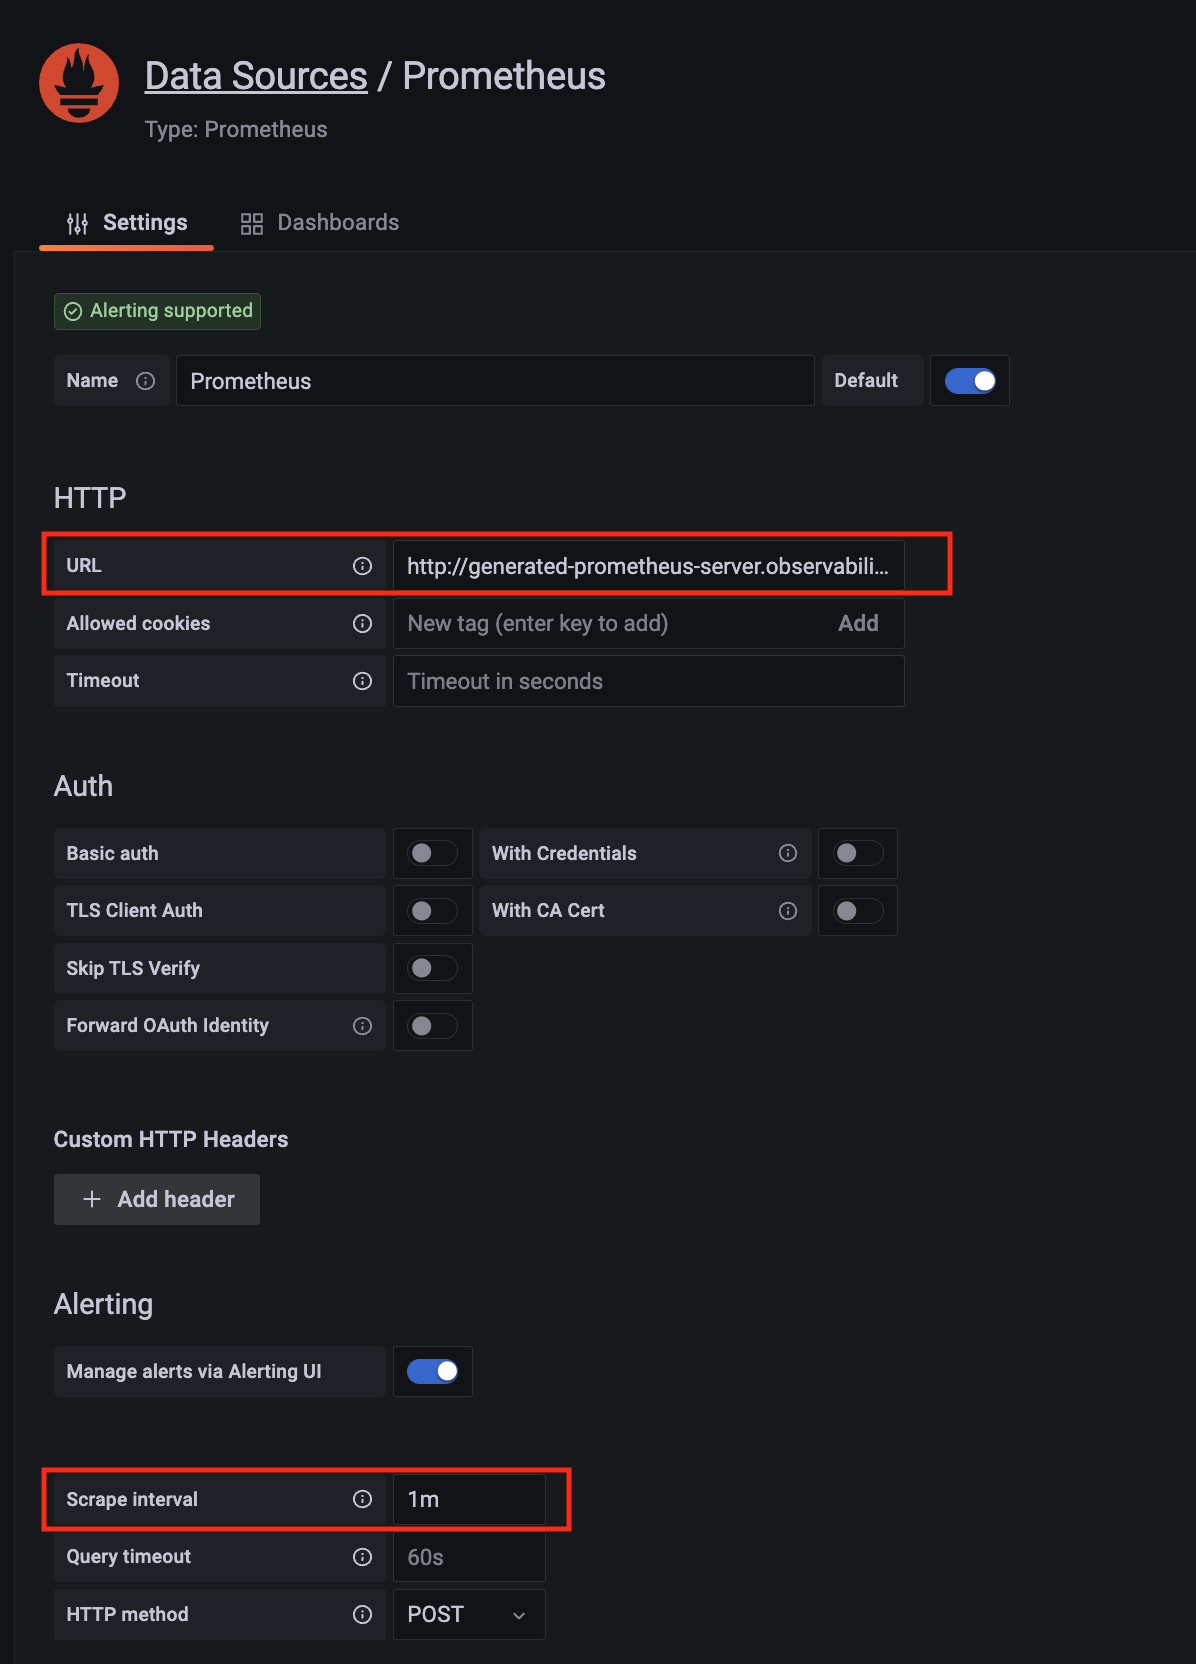 Data Sources / Prometheus
Type: Prometheus
Settings
Dashboards
Alerting supported
Name
Prometheus
Default
HTTP
URL
http://generated-prometheus-server.observabili...
Allowed cookies
New tag (enter key to add)
Add
Timeout
Timeout in seconds
Auth
Basic auth
With Credentials
TLS Client Auth
With CA Cert
Skip TLS Verify
Forward OAuth Identity
Custom HTTP Headers
+ Add header
Alerting
Manage alerts via Alerting UI
Scrape interval
1m
Query timeout
60s
HTTP method
POST